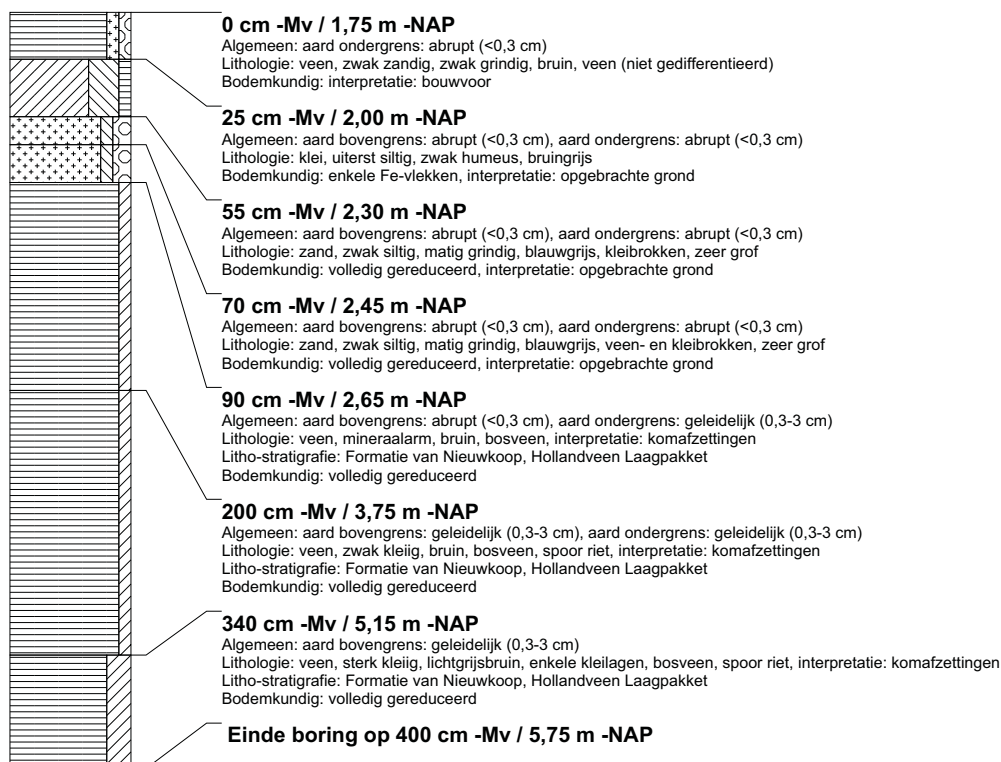 0 cm -Mv / 1,75 m -NAP
Algemeen: aard ondergrens: abrupt (<0,3 cm)
Lithologie: veen, zwak zandig, zwak grindig, bruin, veen (niet gedifferentieerd)
Bodemkundig: interpretatie: bouwvoor
25 cm -Mv / 2,00 m -NAP
Algemeen: aard bovengrens: abrupt (<0,3 cm), aard ondergrens: abrupt (<0,3 cm)
Lithologie: klei, uiterst siltig, zwak humeus, bruingrijs
Bodemkundig: enkele Fe-vlekken, interpretatie: opgebrachte grond
55 cm -Mv / 2,30 m -NAP
Algemeen: aard bovengrens: abrupt (<0,3 cm), aard ondergrens: abrupt (<0,3 cm)
Lithologie: zand, zwak siltig, matig grindig, blauwgrijs, kleibrokken, zeer grof
Bodemkundig: volledig gereduceerd, interpretatie: opgebrachte grond
70 cm -Mv / 2,45 m -NAP
Algemeen: aard bovengrens: abrupt (<0,3 cm), aard ondergrens: abrupt (<0,3 cm)
Lithologie: zand, zwak siltig, matig grindig, blauwgrijs, veen- en kleibrokken, zeer grof
Bodemkundig: volledig gereduceerd, interpretatie: opgebrachte grond
90 cm -Mv / 2,65 m -NAP
Algemeen: aard bovengrens: abrupt (<0,3 cm), aard ondergrens: geleidelijk (0,3-3 cm)
Lithologie: veen, mineraalarm, bruin, bosveen, interpretatie: komafzettingen
Litho-stratigrafie: Formatie van Nieuwkoop, Hollandveen Laagpakket
Bodemkundig: volledig gereduceerd
200 cm -Mv / 3,75 m -NAP
Algemeen: aard bovengrens: geleidelijk (0,3-3 cm), aard ondergrens: geleidelijk (0,3-3 cm)
Lithologie: veen, zwak kleiig, bruin, bosveen, spoor riet, interpretatie: komafzettingen
Litho-stratigrafie: Formatie van Nieuwkoop, Hollandveen Laagpakket
Bodemkundig: volledig gereduceerd
340 cm -Mv / 5,15 m -NAP
Algemeen: aard bovengrens: geleidelijk (0,3-3 cm)
Lithologie: veen, sterk kleiig, lichtgrijsbruin, enkele kleilagen, bosveen, spoor riet, interpretatie: komafzettingen
Litho-stratigrafie: Formatie van Nieuwkoop, Hollandveen Laagpakket
Bodemkundig: volledig gereduceerd
Einde boring op 400 cm -Mv / 5,75 m -NAP